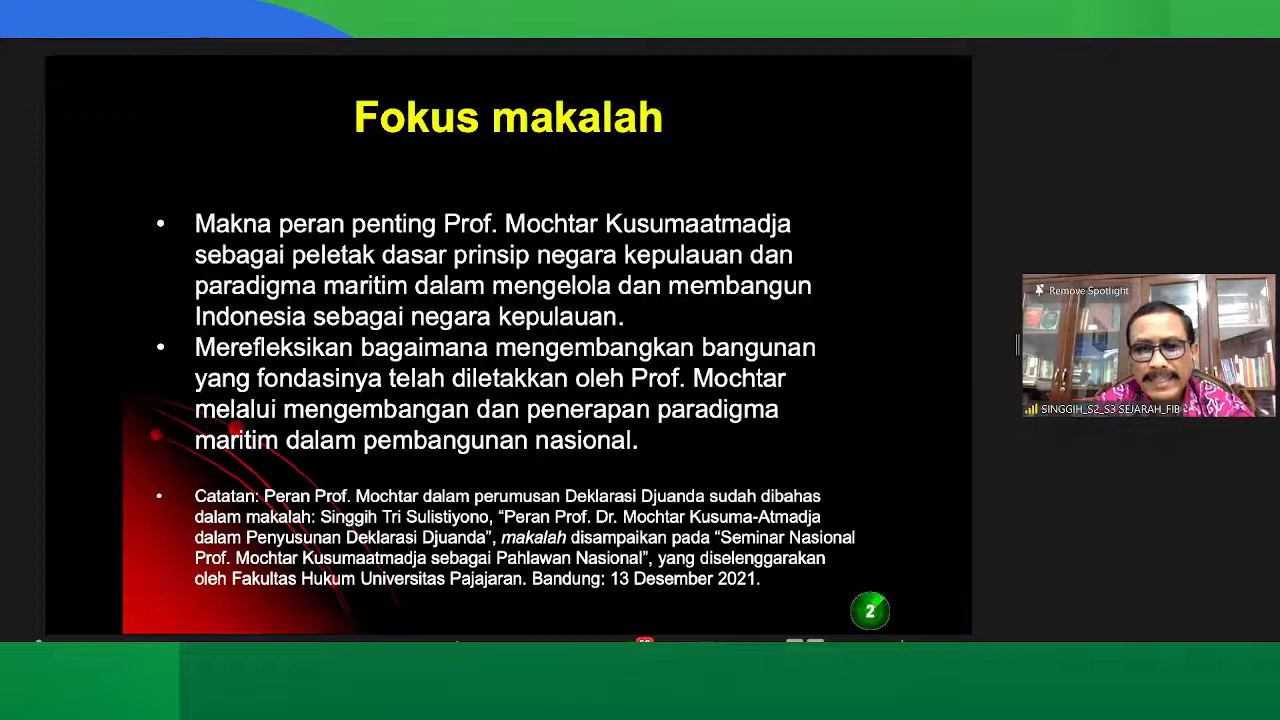 Fokus makalah
• Makna peran penting Prof. Mochtar Kusumaatmadja
sebagai peletak dasar prinsip negara kepulauan dan
paradigma maritim dalam mengelola dan membangun
Indonesia sebagai negara kepulauan.
• Merefleksikan bagaimana mengembangkan bangunan
yang fondasinya telah diletakkan oleh Prof. Mochtar
melalui mengembangan dan penerapan paradigma
maritim dalam pembangunan nasional.
• Catatan: Peran Prof. Mochtar dalam perumusan Deklarasi Djuanda sudah dibahas
dalam makalah: Singgih Tri Sulistiyono, “Peran Prof. Dr. Mochtar Kusuma-Atmadja
dalam Penyusunan Deklarasi Djuanda”, makalah disampaikan pada “Seminar Nasional
Prof. Mochtar Kusumaatmadja sebagai Pahlawan Nasional”, yang diselenggarakan
oleh Fakultas Hukum Universitas Pajajaran. Bandung: 13 Desember 2021.
2
Remove Spotlight
SINGGIH_S2_S3 SEJARAH_FIB